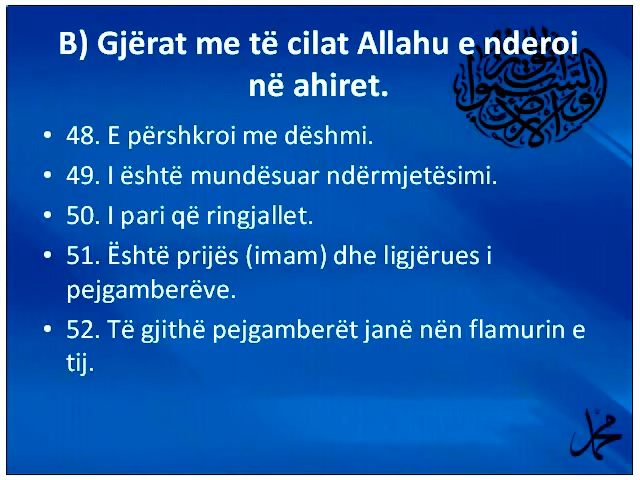 B) Gjërat me të cilat Allahu e nderoi
në ahiret.
• 48. E përshkroi me dëshmi.
• 49. I është mundësuar ndërmjetësimi.
• 50. I pari që ringjallet.
• 51. Është prijës (imam) dhe ligjërues i
pejgamberëve.
• 52. Të gjithë pejgamberët janë nën flamurin e
tij.
محمد